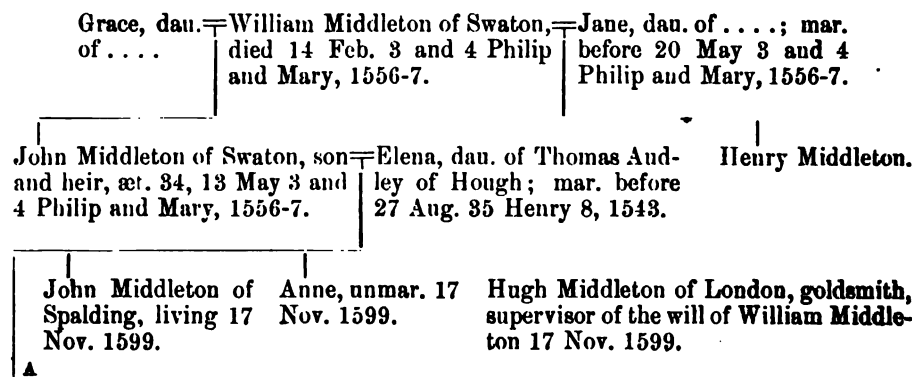 Grace, dau.
of . . . .
William Middleton of Swaton,
died 14 Feb. 3 and 4 Philip
and Mary, 1556-7.
Jane, dau. of . . . . ; mar.
before 20 May 3 and 4
Philip and Mary, 1556-7.
John Middleton of Swaton, son
and heir, æt. 34, 13 May 3 and
4 Philip and Mary, 1556-7.
Elena, dau. of Thomas Aud-
ley of Hough; mar. before
27 Aug. 35 Henry 8, 1543.
Henry Middleton.
John Middleton of
Spalding, living 17
Nov. 1599.
Anne, unmar. 17
Nov. 1599.
Hugh Middleton of London, goldsmith,
supervisor of the will of William Middle-
ton 17 Nov. 1599.
A